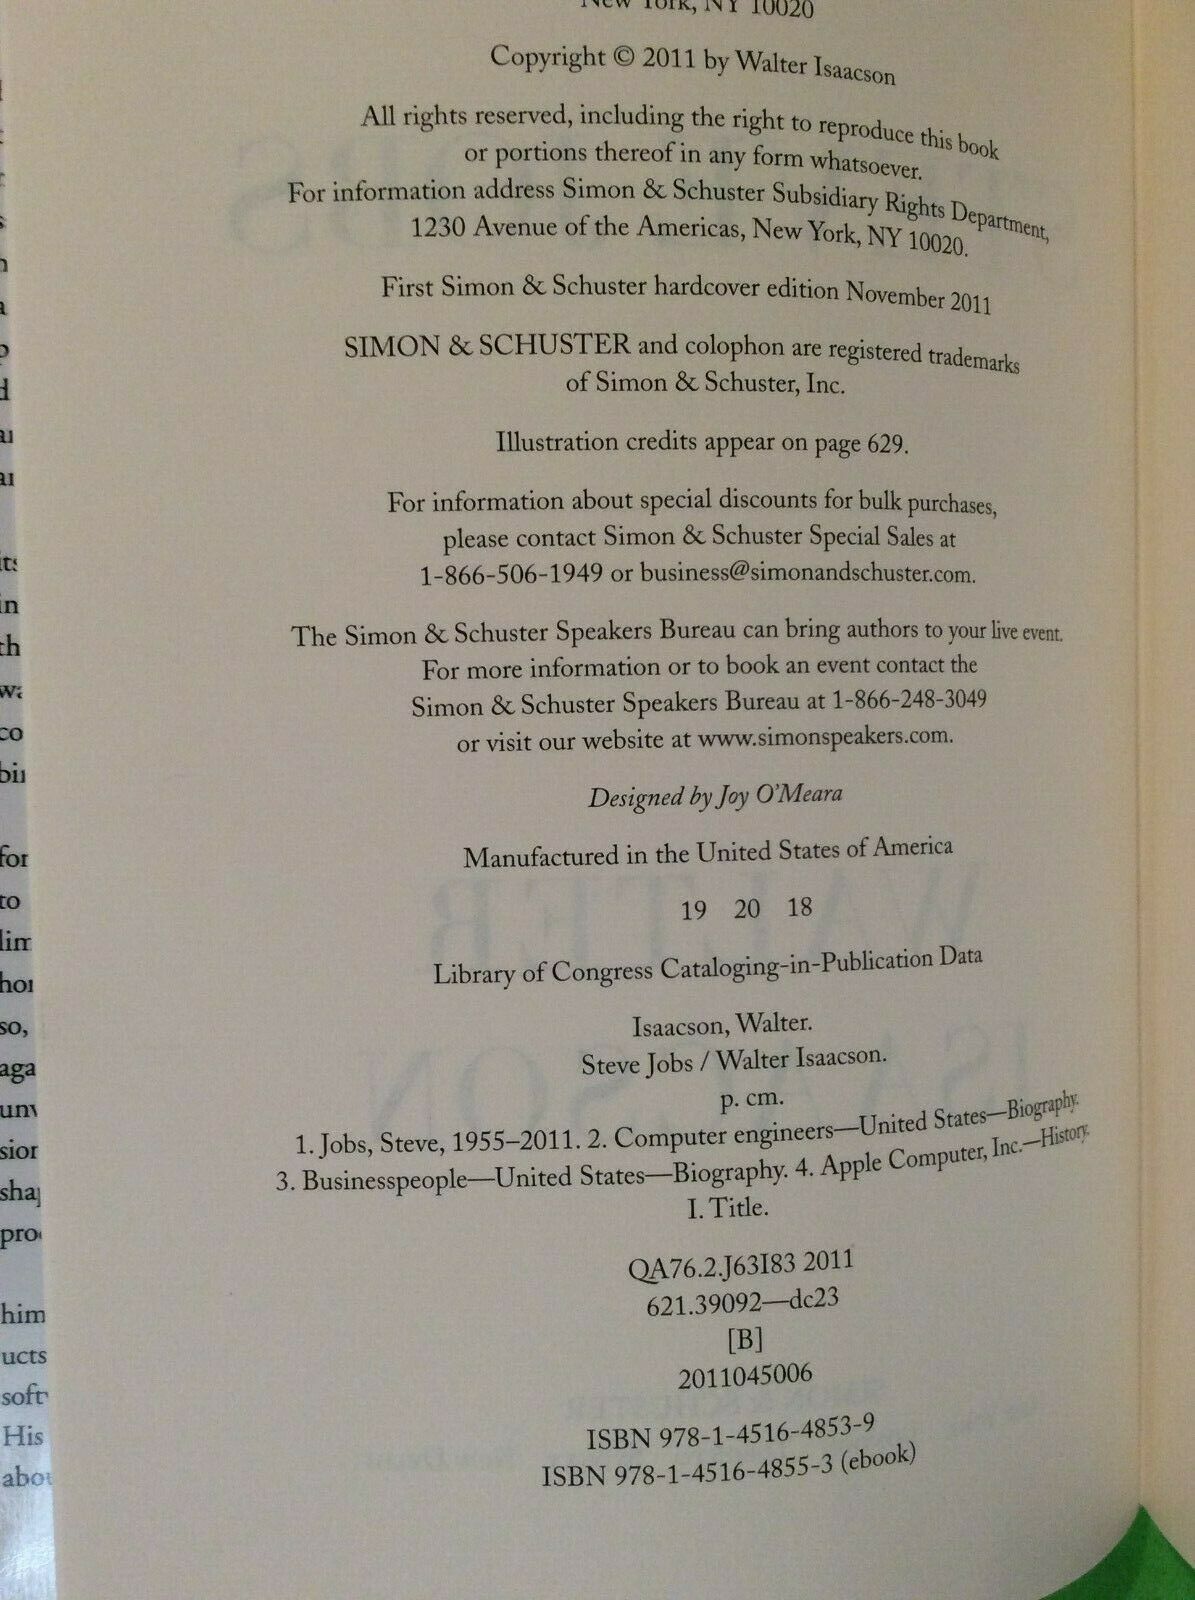 New York, NY 10020
Copyright © 2011 by Walter Isaacson
All rights reserved, including the right to reproduce this book
or portions thereof in any form whatsoever.
For information address Simon & Schuster Subsidiary Rights Department,
1230 Avenue of the Americas, New York, NY 10020.
First Simon & Schuster hardcover edition November 2011
SIMON & SCHUSTER and colophon are registered trademarks
of Simon & Schuster, Inc.
Illustration credits appear on page 629.
For information about special discounts for bulk purchases,
please contact Simon & Schuster Special Sales at
1-866-506-1949 or business@simonandschuster.com.
The Simon & Schuster Speakers Bureau can bring authors to your live event.
For more information or to book an event contact the
Simon & Schuster Speakers Bureau at 1-866-248-3049
or visit our website at www.simonspeakers.com.
Designed by Joy O'Meara
Manufactured in the United States of America
19 20 18
Library of Congress Cataloging-in-Publication Data
Isaacson, Walter.
Steve Jobs / Walter Isaacson.
p. cm.
1. Jobs, Steve, 1955–2011. 2. Computer engineers—United States—Biography.
3. Businesspeople—United States—Biography. 4. Apple Computer, Inc.—History.
I. Title.
QA76.2.J63I83 2011
621.39092—dc23
[B]
2011045006
ISBN 978-1-4516-4853-9
ISBN 978-1-4516-4855-3 (ebook)